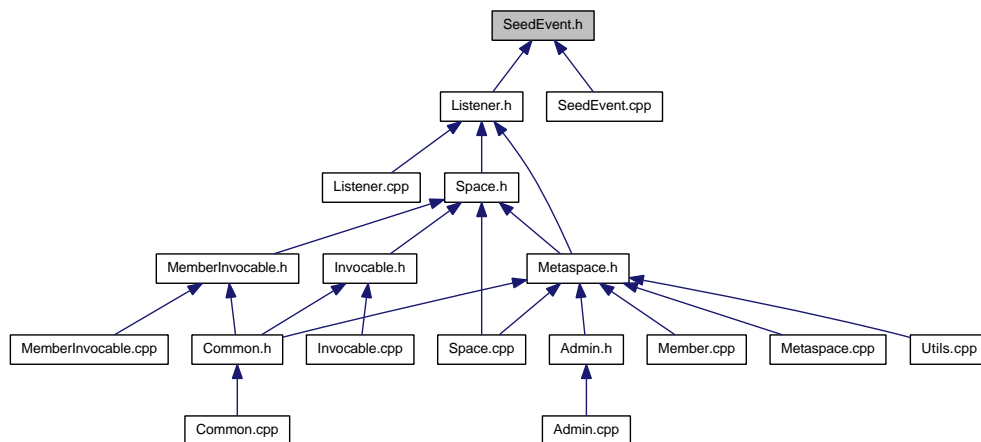 SeedEvent.h
Listener.h
SeedEvent.cpp
Listener.cpp
Space.h
MemberInvocable.h
Invocable.h
Metaspace.h
MemberInvocable.cpp
Common.h
Invocable.cpp
Space.cpp
Admin.h
Member.cpp
Metaspace.cpp
Utils.cpp
Common.cpp
Admin.cpp